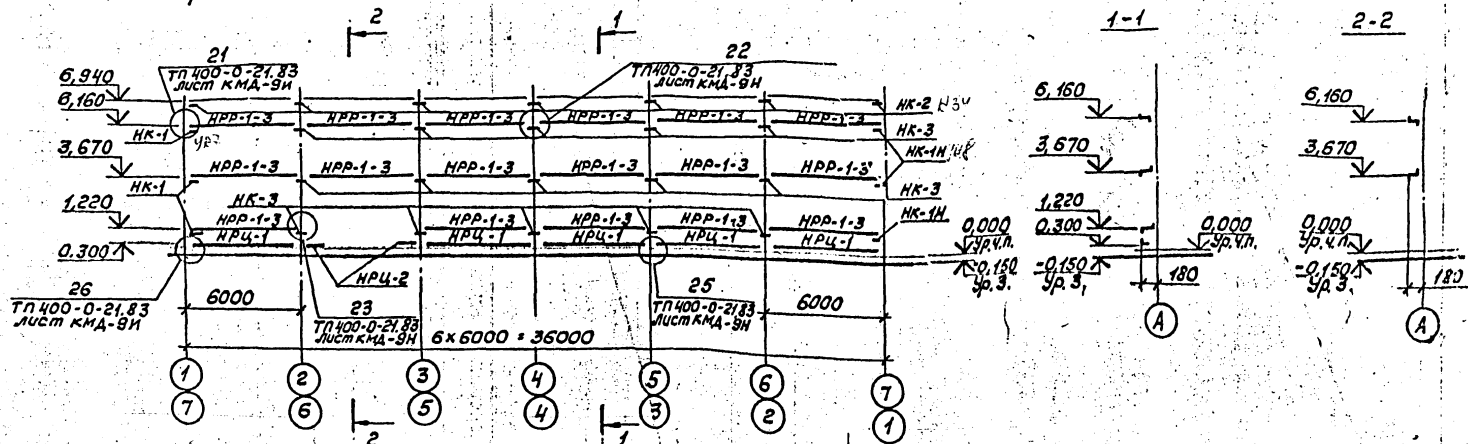 2
1
1-1
2-2
21
ТП 400-0-21.83
лист КМД-9И
22
ТП 400-0-21.83
лист КМД-9И
6,940
6,160
3,670
1,220
0.300
НК-1
НК-1
НРР-1-3
НРР-1-3
НРР-1-3
НРР-1-3
НРР-1-3
НРР-1-3
НК-2
НК-3
НК-1Н
НРР-1-3
НРР-1-3
НРР-1-3
НРР-1-3
НРР-1-3
НРР-1-3
НК-3
НК-3
НРР-1-3
НРР-1-3
НРР-1-3
НРР-1-3
НРР-1-3
НК-1Н
НРЦ-1
НРЦ-1
НРЦ-1
НРЦ-1
НРЦ-1
НРЦ-2
0,000
Ур.ч.п.
-0,150
Ур.З.
26
ТП 400-0-21.83
лист КМД-9И
23
ТП 400-0-21.83
лист КМД-9Н
25
ТП 400-0-21.83
лист КМД-9Н
6000
6000
6x6000 = 36000
1
2
3
4
5
6
7
7
6
5
4
3
2
1
2
1
6,160
3,670
1,220
0.300
0,000
Ур.ч.п.
-0,150
Ур.З.
180
А
6,160
3,670
0,000
Ур.ч.п.
-0,150
Ур.З.
180
А